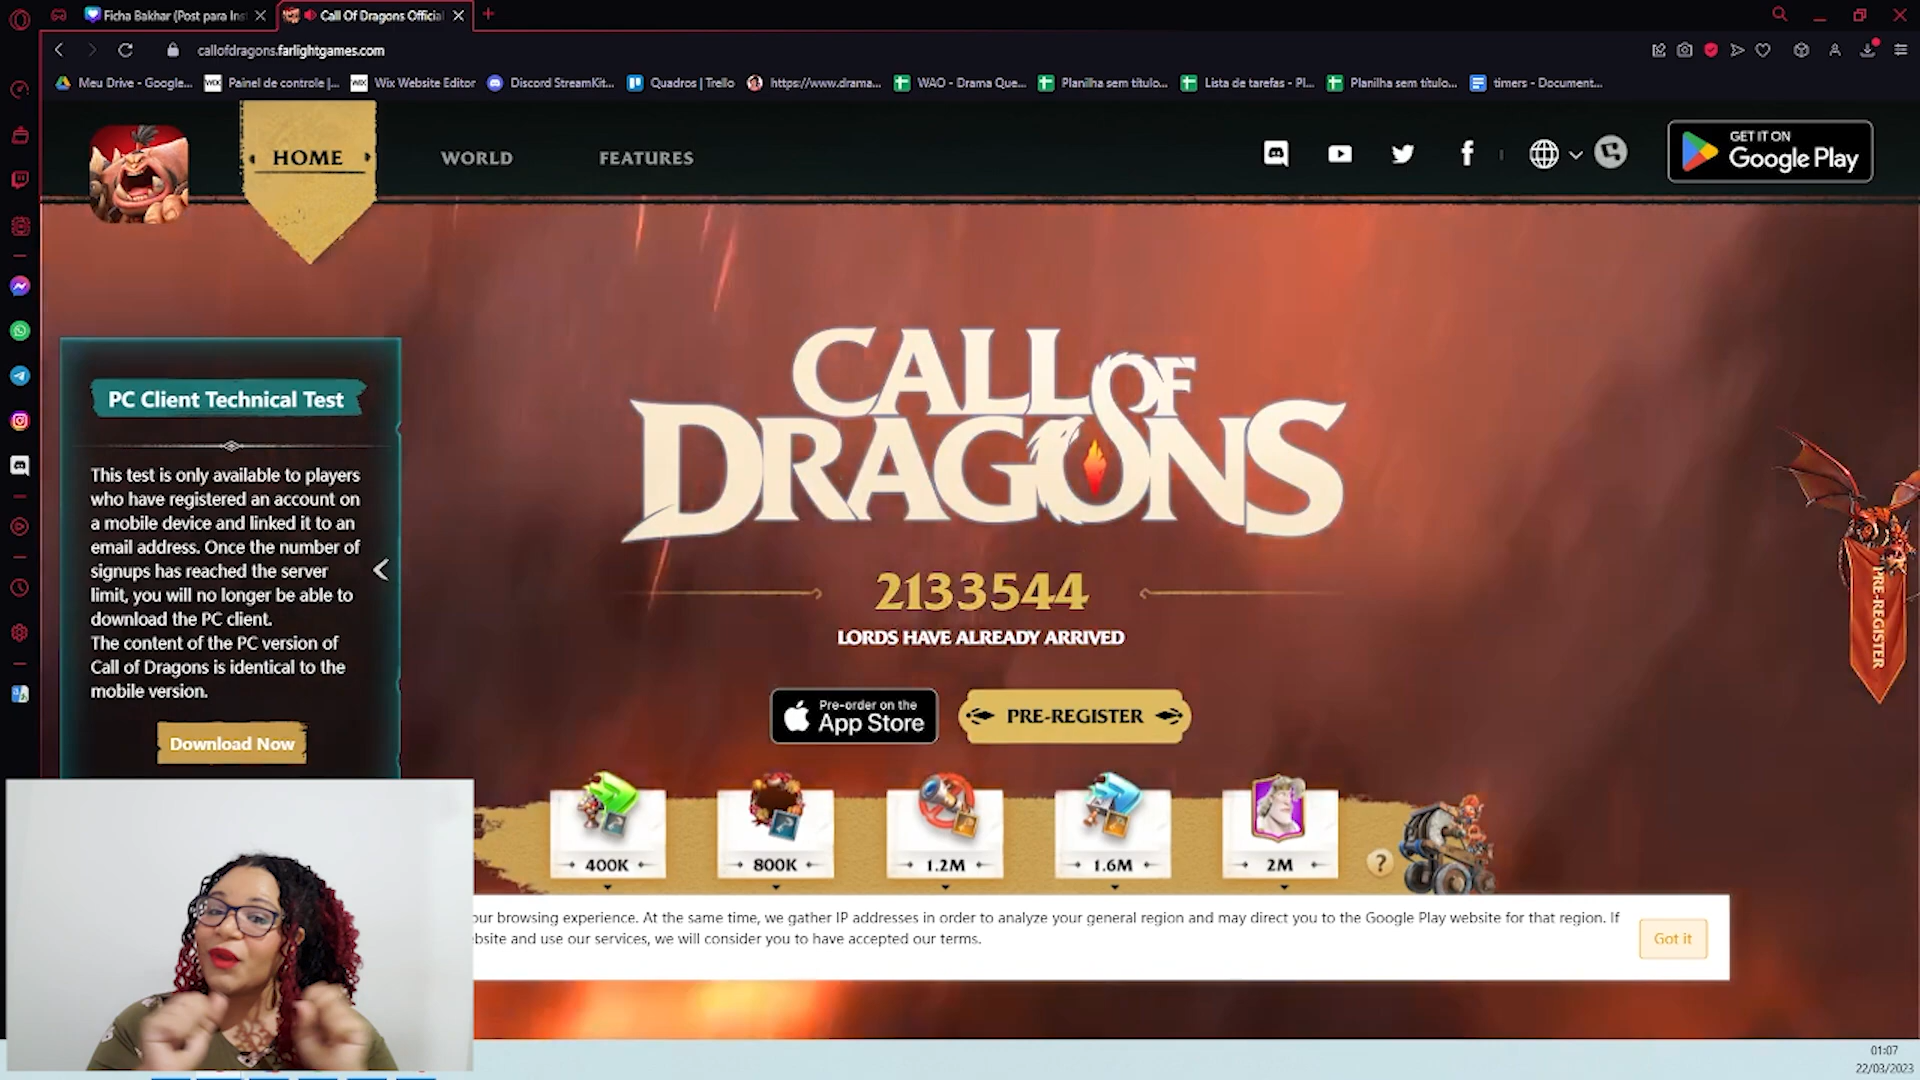 Ficha Bakhar (Post para Ins
Call Of Dragons Official
callofdragons.farlightgames.com
Meu Drive - Google...
WIX Painel de controle |...
WIX Wix Website Editor
Discord StreamKit...
Quadros | Trello
https://www.drama...
WAO - Drama Que...
Planilha sem título...
Lista de tarefas - Pl...
Planilha sem título...
timers - Document...
HOME
WORLD
FEATURES
GET IT ON
Google Play
CALL OF
DRAGONS
2133544
LORDS HAVE ALREADY ARRIVED
Pre-order on the
App Store
PRE-REGISTER
PRE-REGISTER
PC Client Technical Test
This test is only available to players
who have registered an account on
a mobile device and linked it to an
email address. Once the number of
signups has reached the server
limit, you will no longer be able to
download the PC client.
The content of the PC version of
Call of Dragons is identical to the
mobile version.
Download Now
400K
800K
1.2M
1.6M
2M
?
our browsing experience. At the same time, we gather IP addresses in order to analyze your general region and may direct you to the Google Play website for that region. If
bsite and use our services, we will consider you to have accepted our terms.
Got it
01:07
22/03/2023